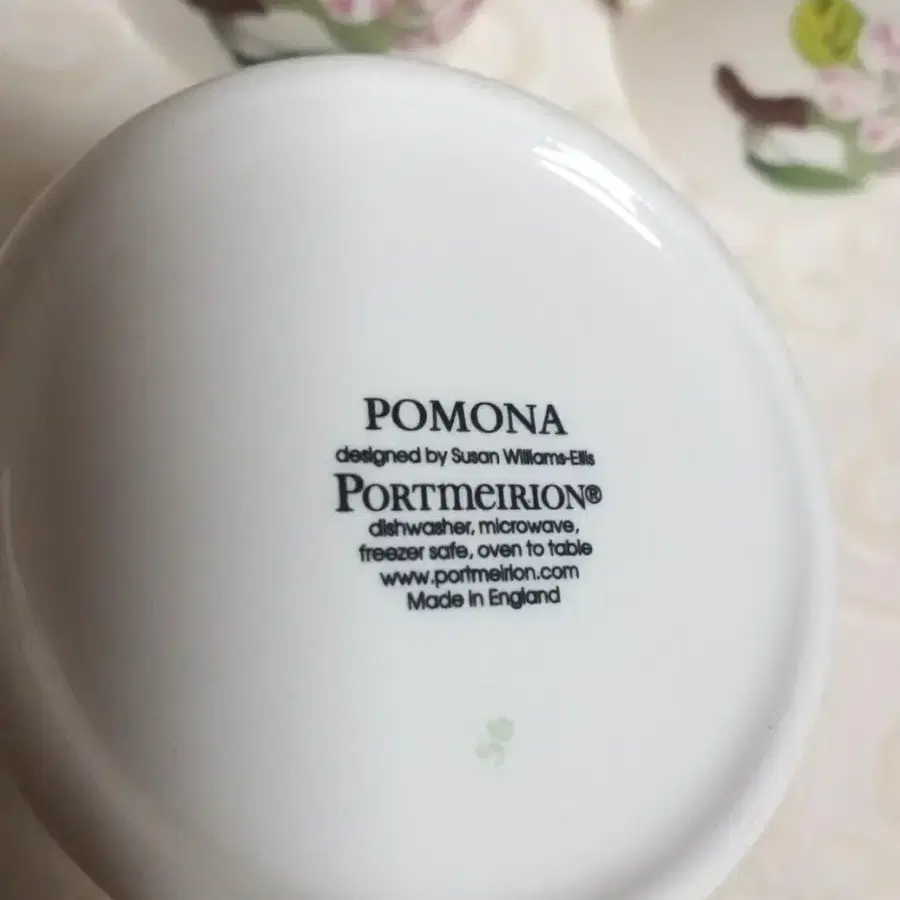 POMONA
designed by Susan Williams-Ellis
PORTMEIRION®
dishwasher, microwave,
freezer safe, oven to table
www.portmeirion.com
Made in England